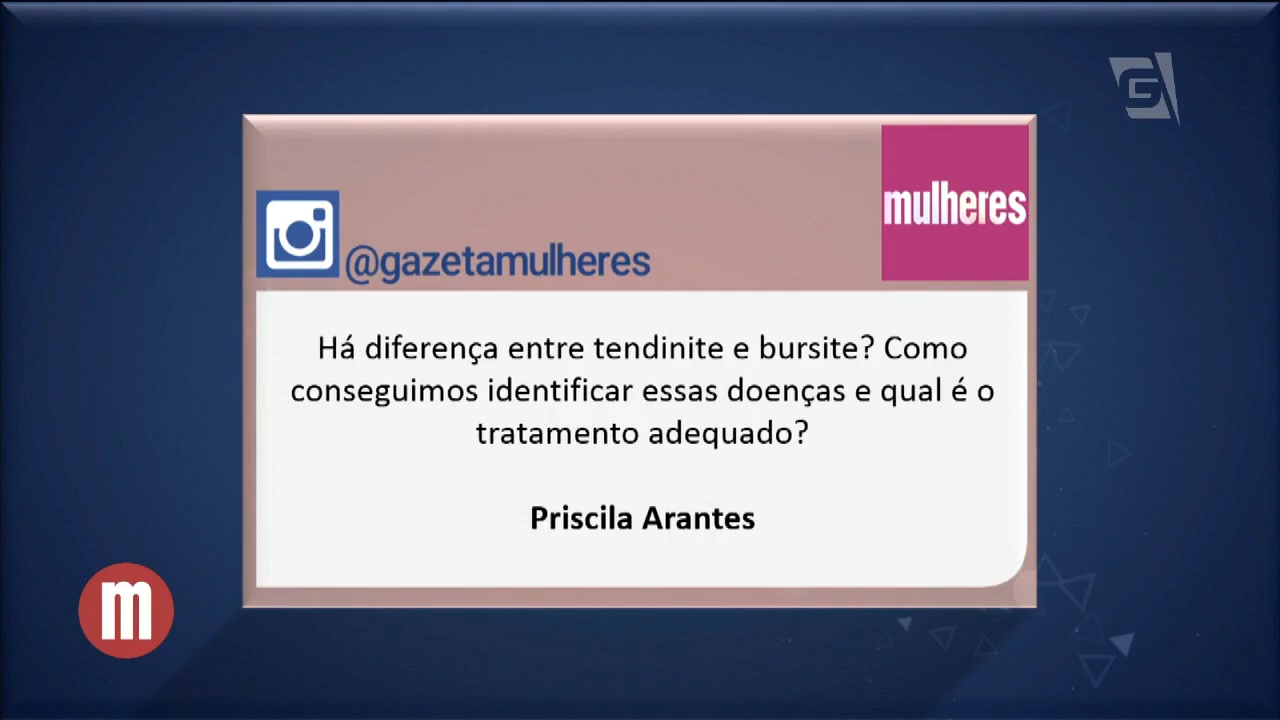 mulheres
@gazetamulheres
Há diferença entre tendinite e bursite? Como
conseguimos identificar essas doenças e qual é o
tratamento adequado?
Priscila Arantes
m
G